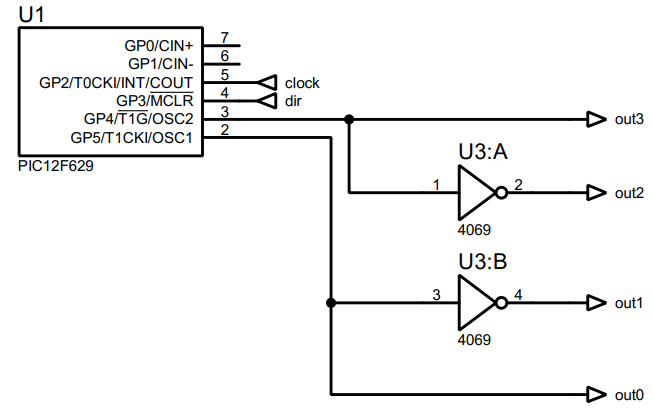 U1
GP0/CIN+ 7
GP1/CIN- 6
GP2/T0CKI/INT/COUT 5 clock
GP3/MCLR 4 dir
GP4/T1G/OSC2 3 out3
GP5/T1CKI/OSC1 2
PIC12F629
U3:A
1 2 out2
4069
U3:B
3 4 out1
4069
out0